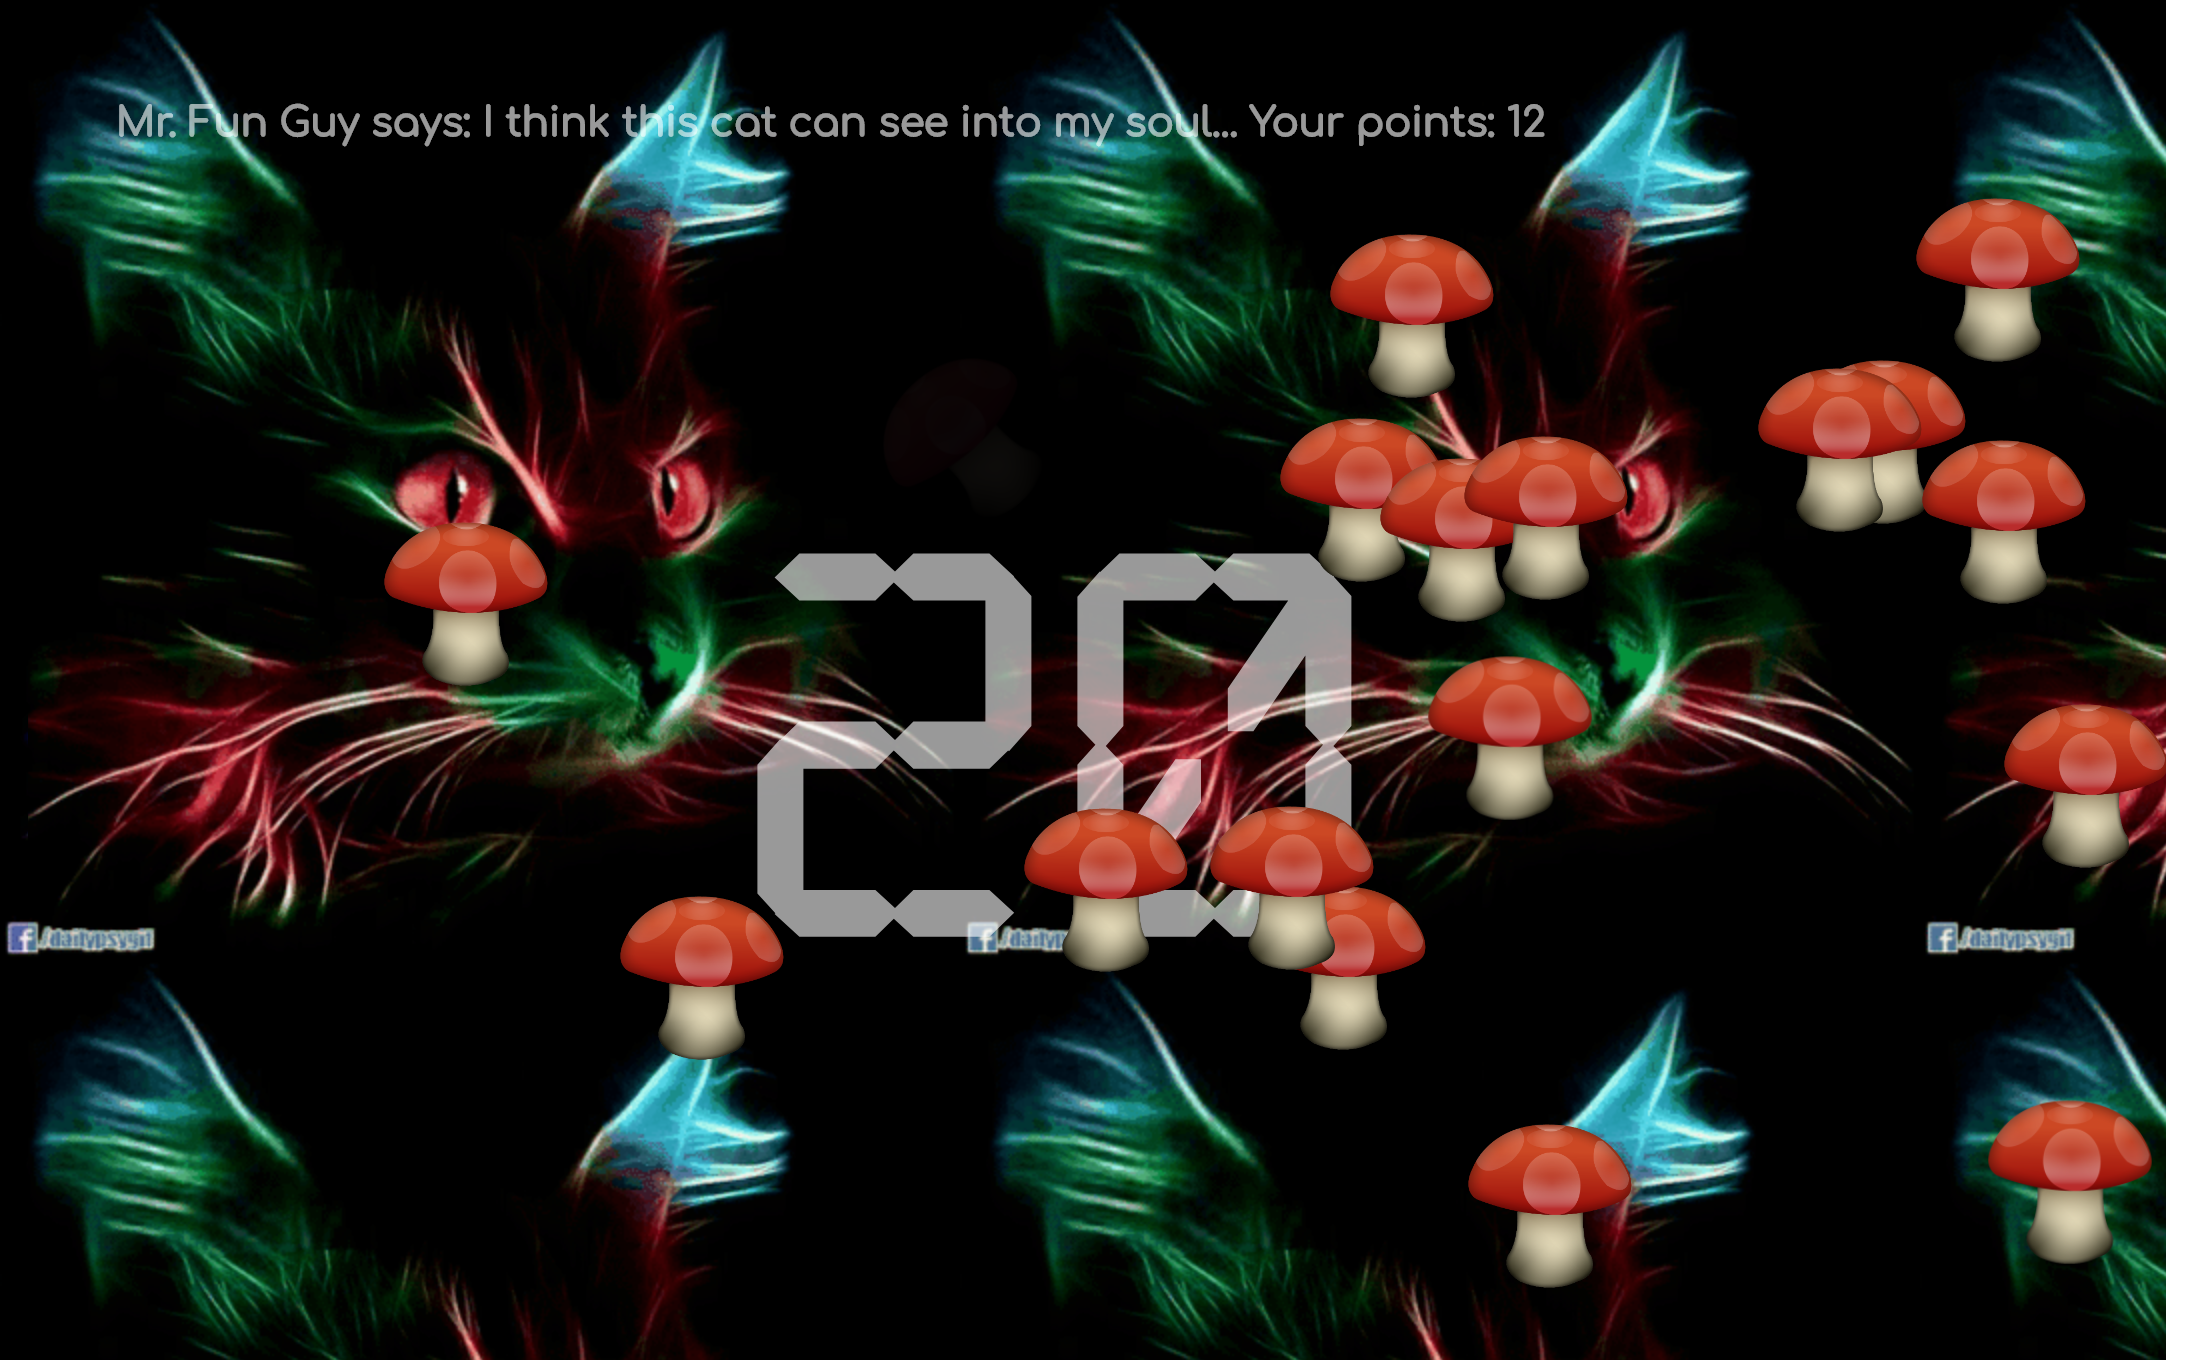 Mr. Fun Guy says: I think this cat can see into my soul... Your points: 12
20
f/dailypsygif
f/dailyp
f/dailypsygif